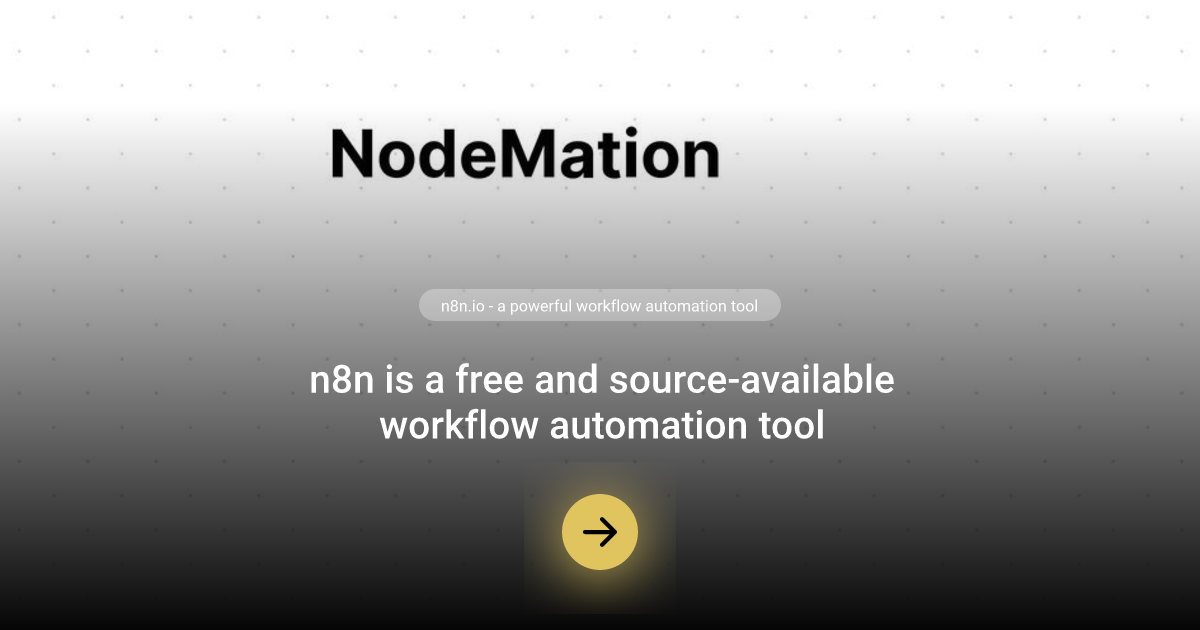 NodeMation
n8n.io - a powerful workflow automation tool
n8n is a free and source-available
workflow automation tool